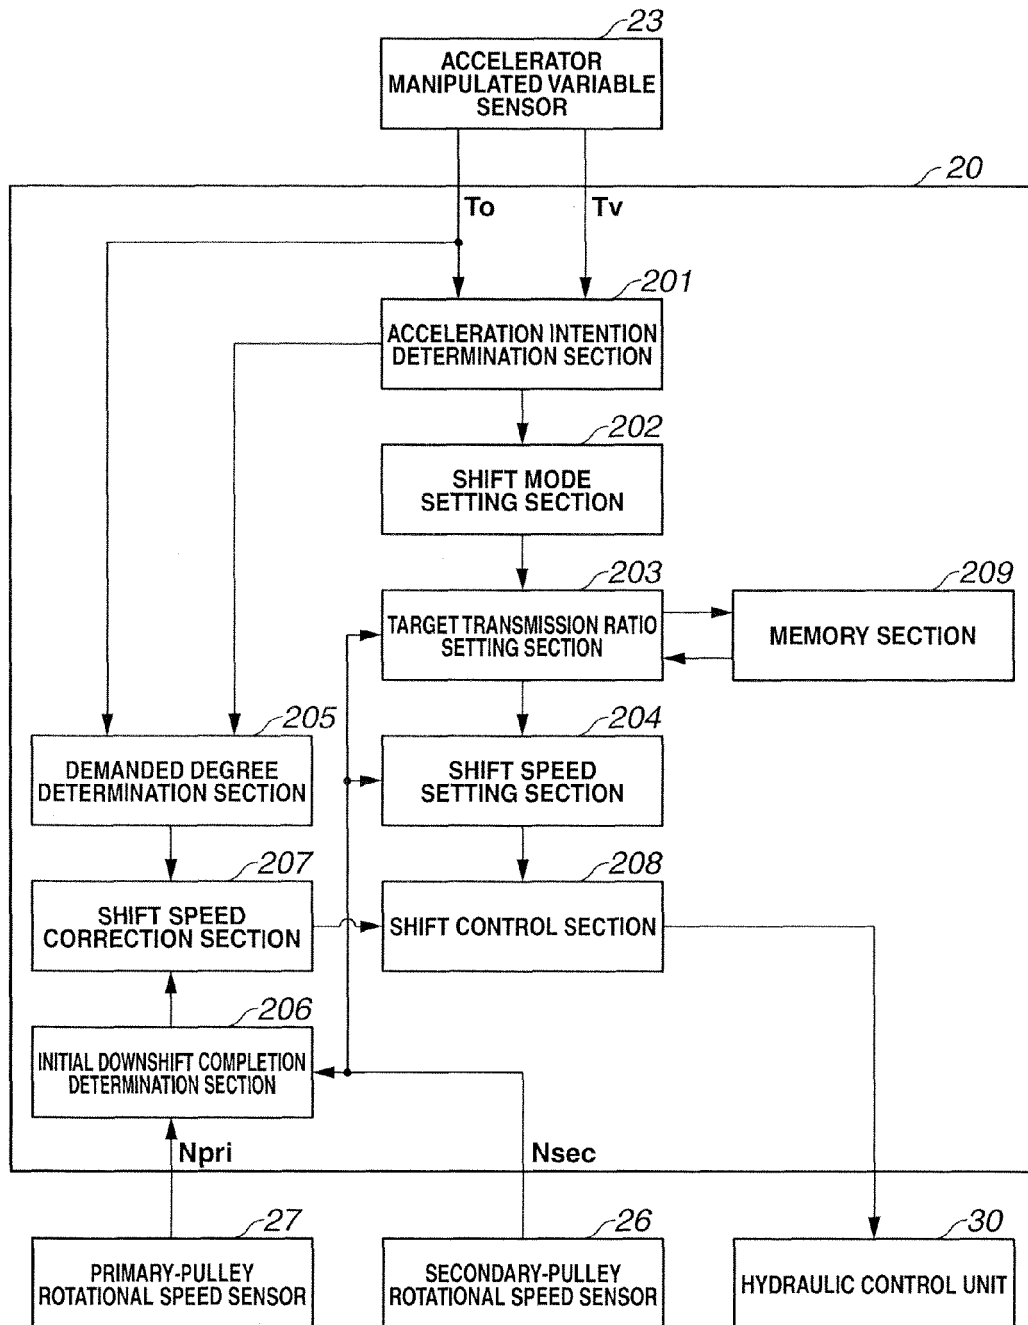 23
ACCELERATOR
MANIPULATED VARIABLE
SENSOR
20
To
Tv
201
ACCELERATION INTENTION
DETERMINATION SECTION
202
SHIFT MODE
SETTING SECTION
203
TARGET TRANSMISSION RATIO
SETTING SECTION
209
MEMORY SECTION
205
DEMANDED DEGREE
DETERMINATION SECTION
204
SHIFT SPEED
SETTING SECTION
207
SHIFT SPEED
CORRECTION SECTION
208
SHIFT CONTROL SECTION
206
INITIAL DOWNSHIFT COMPLETION
DETERMINATION SECTION
Npri
Nsec
27
PRIMARY-PULLEY
ROTATIONAL SPEED SENSOR
26
SECONDARY-PULLEY
ROTATIONAL SPEED SENSOR
30
HYDRAULIC CONTROL UNIT